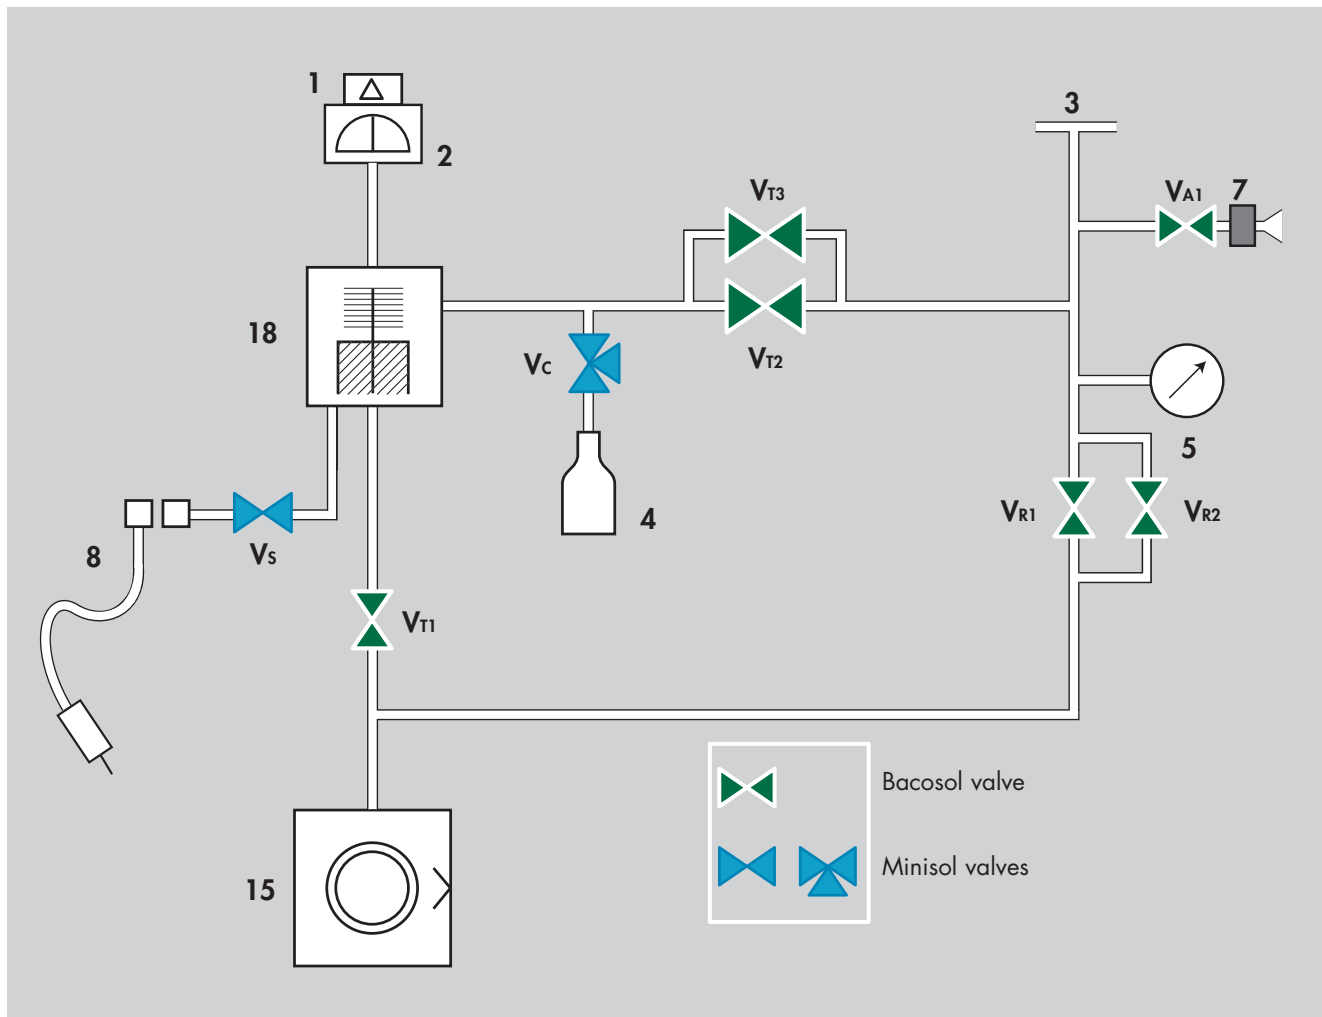 1
2
3
VT3
VA1
7
18
VC
VT2
5
4
VR1
VR2
8
VS
VT1
Bacosol valve
15
Minisol valves